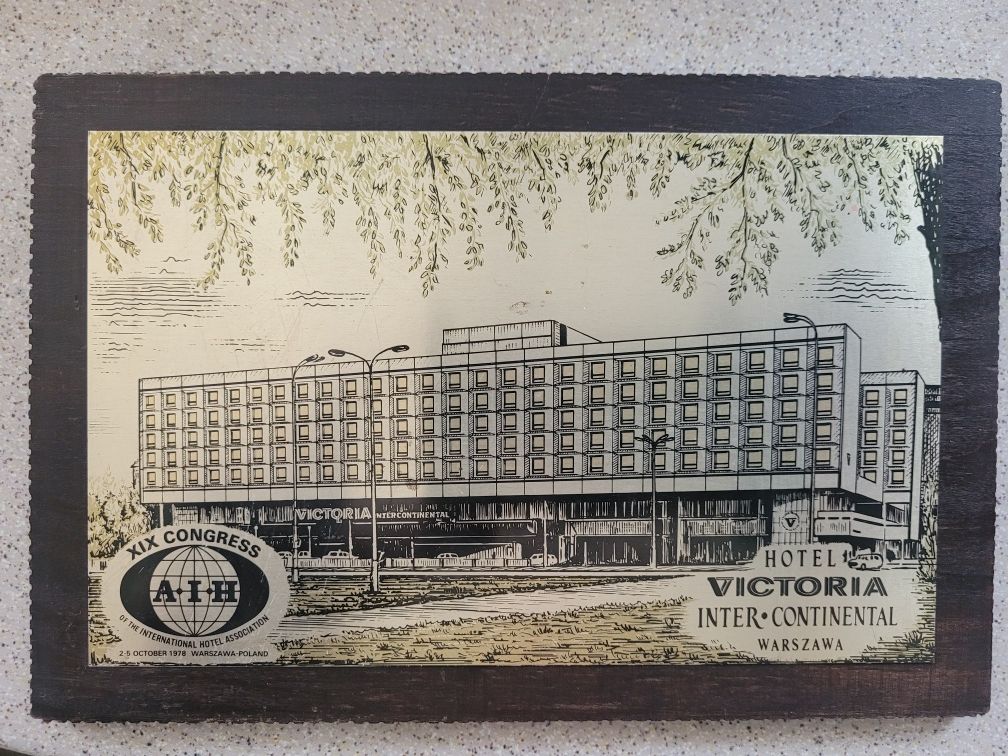 VICTORIA INTERCONTINENTAL
V
XIX CONGRESS
A·I·H
OF THE INTERNATIONAL HOTEL ASSOCIATION
2-5 OCTOBER 1978 WARSZAWA-POLAND
HOTEL
VICTORIA
INTER•CONTINENTAL
WARSZAWA